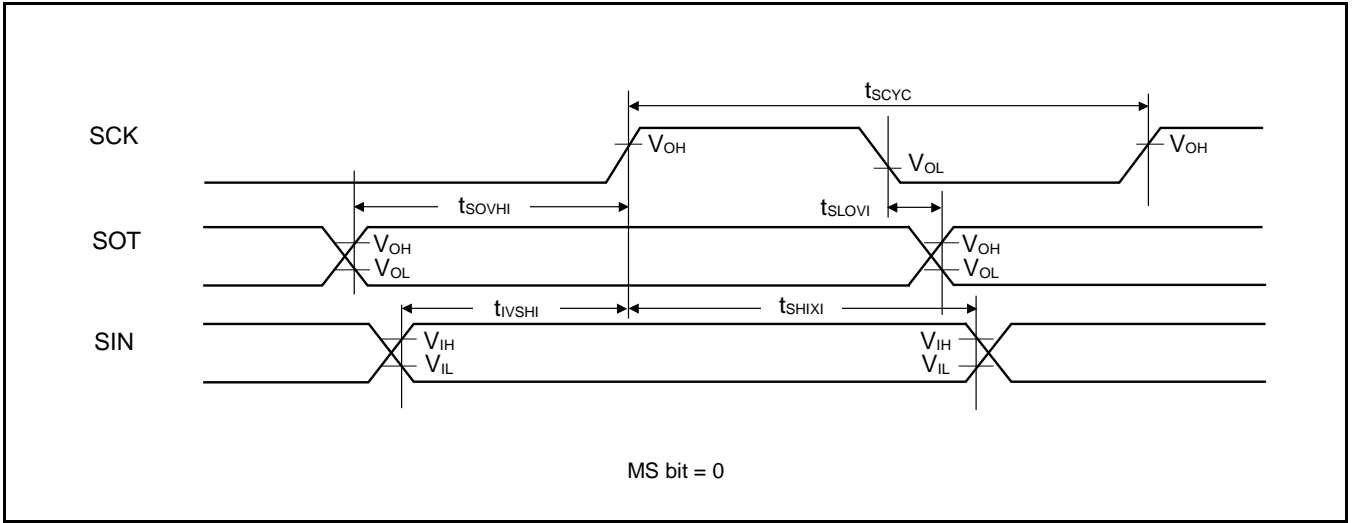 tSCYC
SCK
VOH
VOL
VOH
tSOVHI
tSLOVI
SOT
VOH
VOL
VOH
VOL
tIVSHI
tSHIXI
SIN
VIH
VIL
VIH
VIL
MS bit = 0